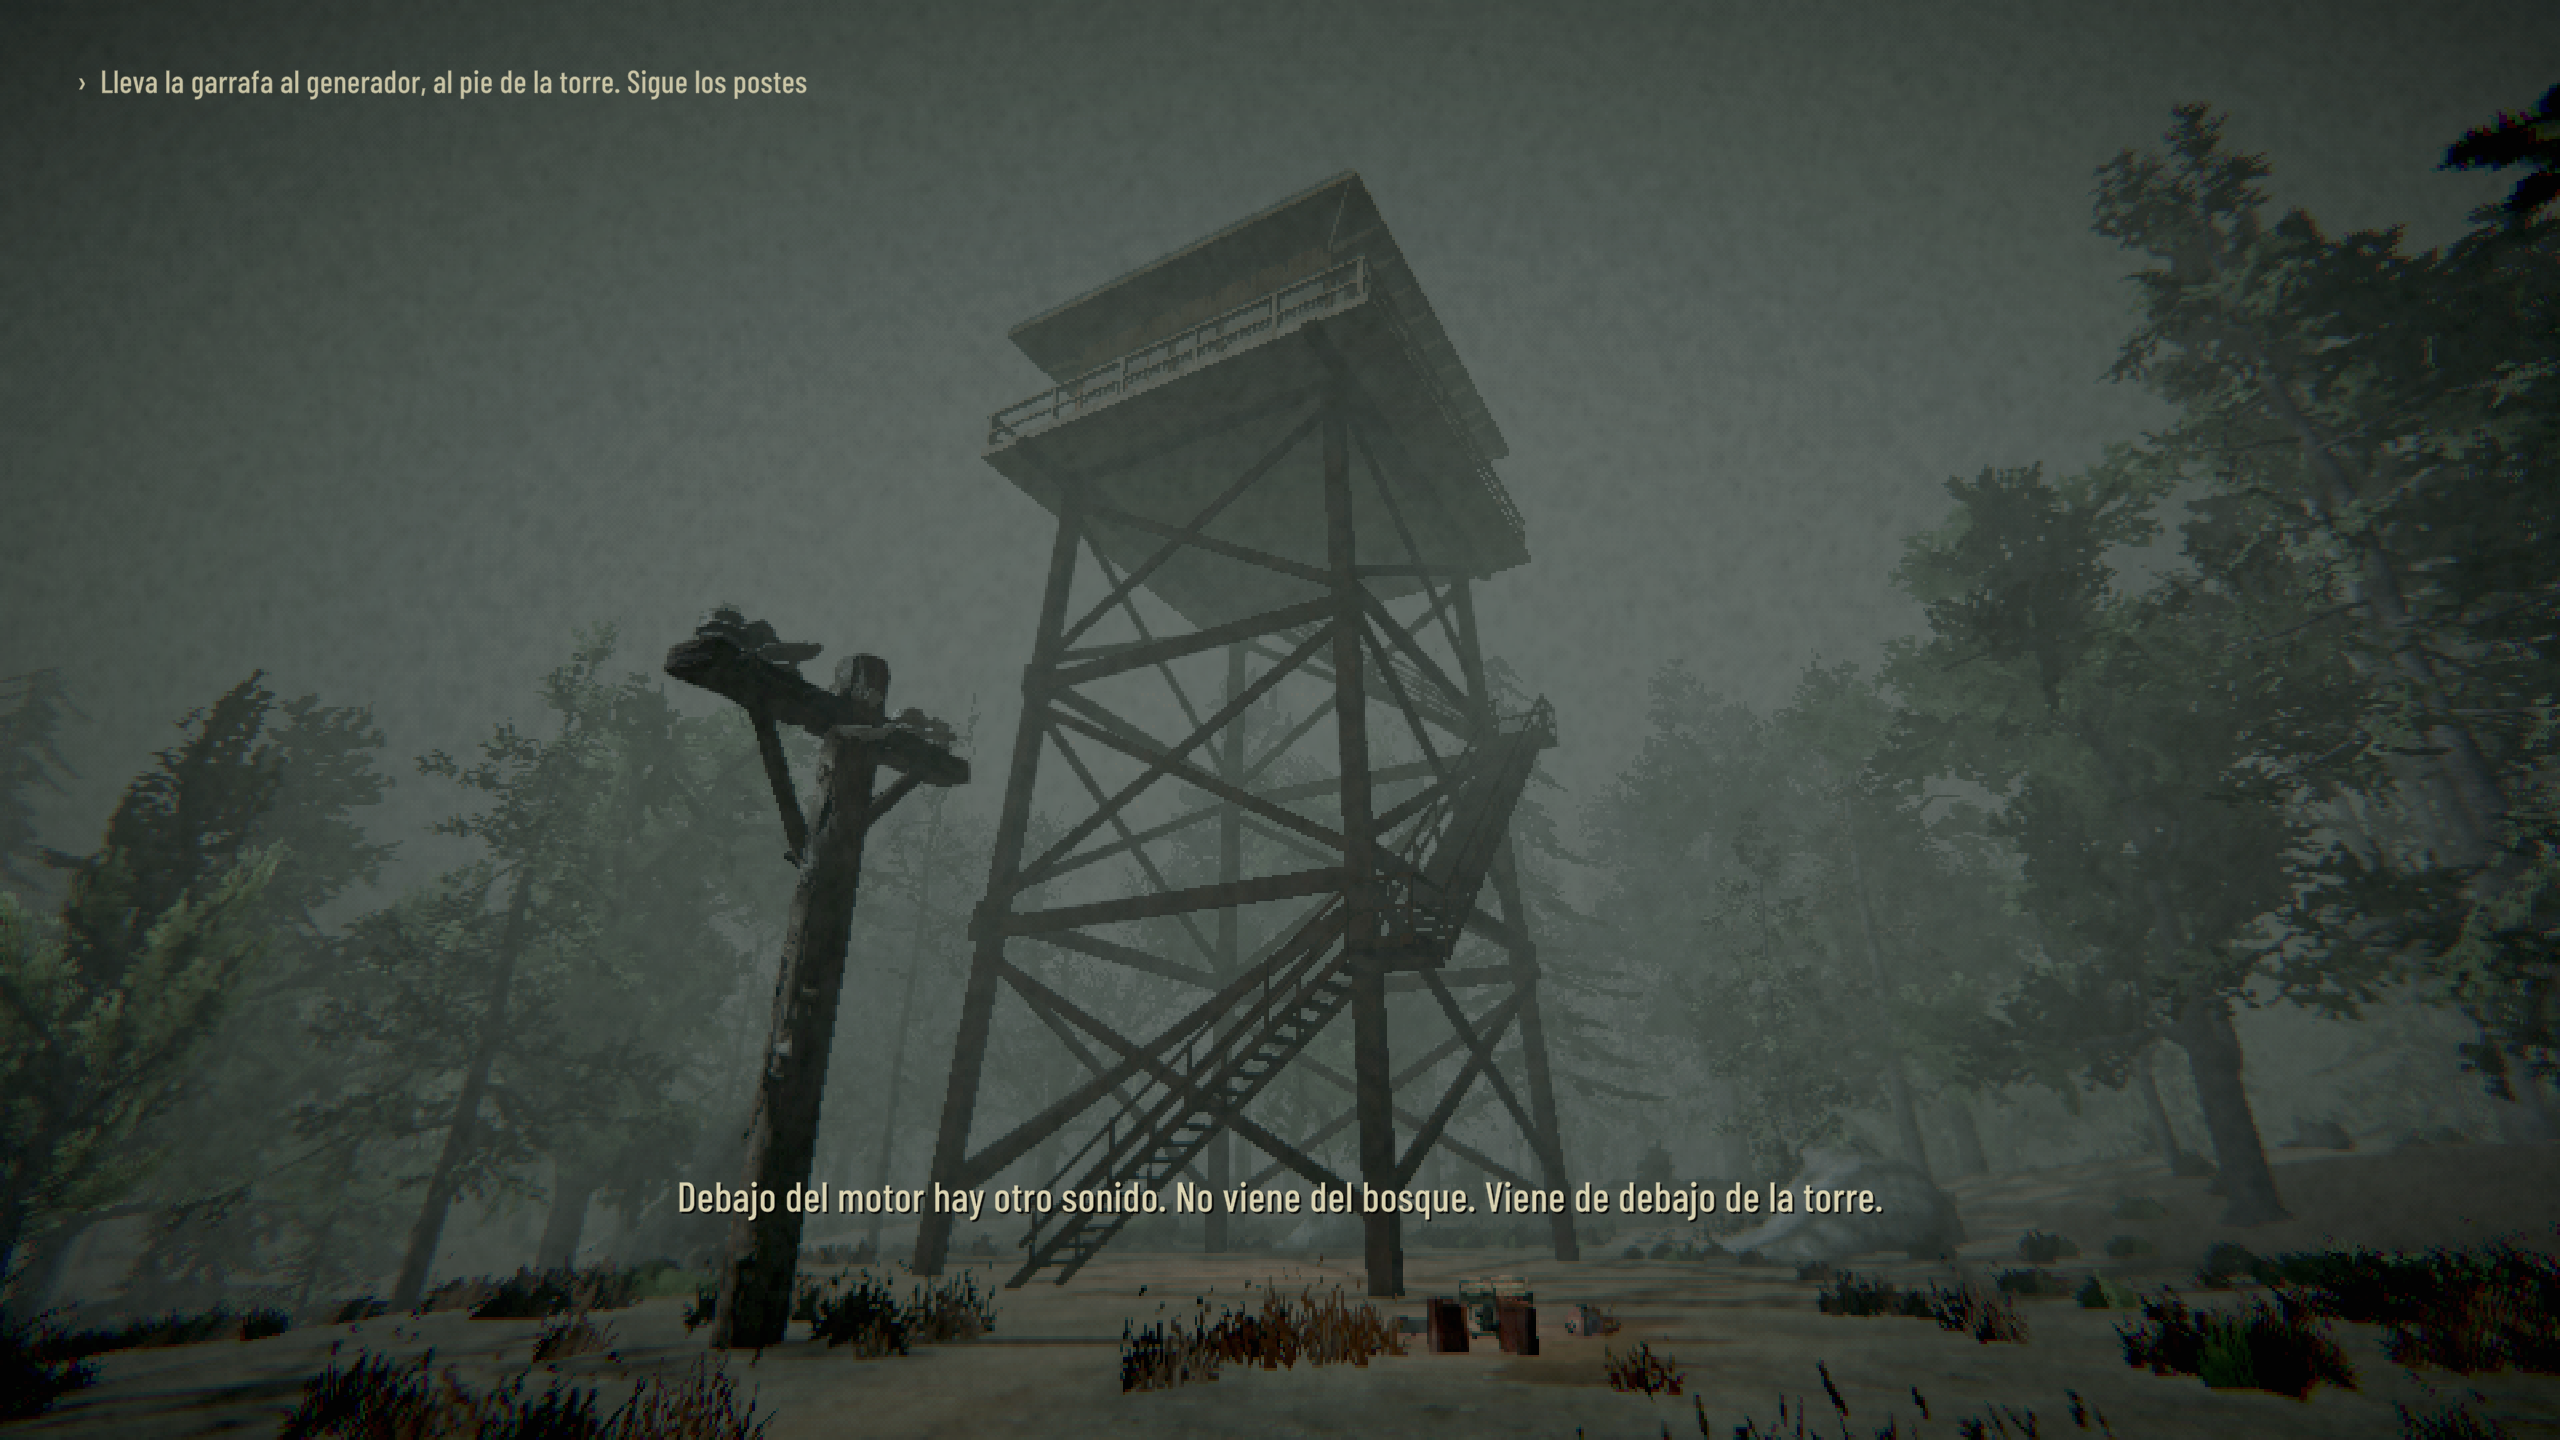 › Lleva la garrafa al generador, al pie de la torre. Sigue los postes
Debajo del motor hay otro sonido. No viene del bosque. Viene de debajo de la torre.